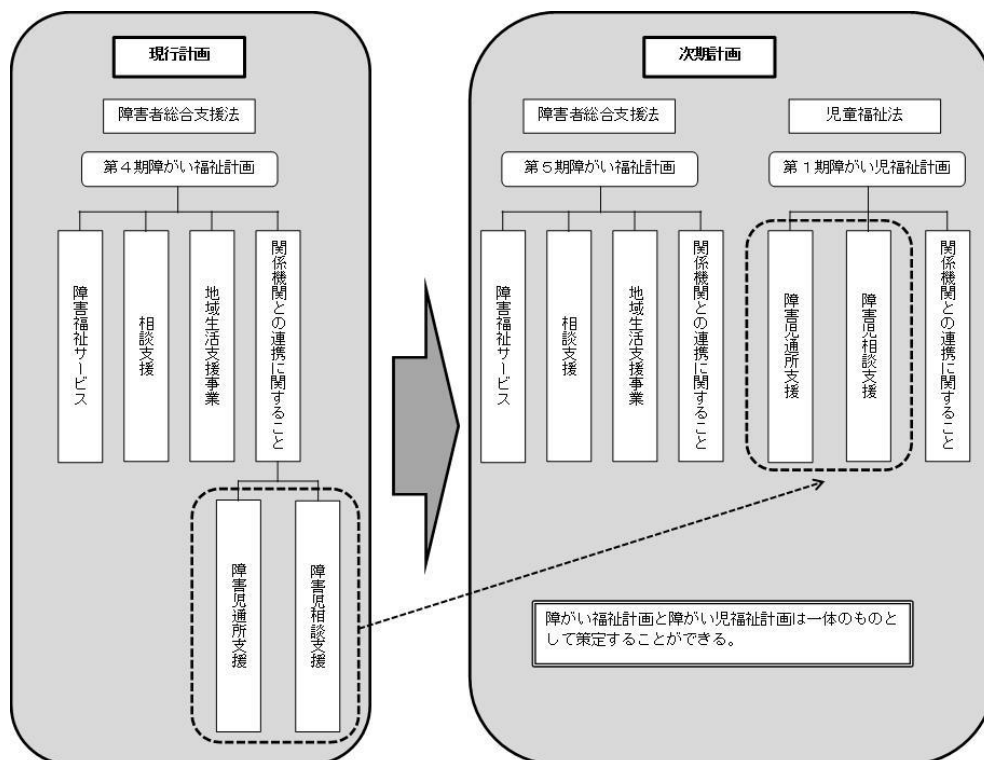 現行計画
障害者総合支援法
第4期障がい福祉計画
障害福祉サービス
相談支援
地域生活支援事業
関係機関との連携に関すること
障害児通所支援
障害児相談支援
次期計画
障害者総合支援法
児童福祉法
第5期障がい福祉計画
第1期障がい児福祉計画
障害福祉サービス
相談支援
地域生活支援事業
関係機関との連携に関すること
障害児通所支援
障害児相談支援
関係機関との連携に関すること
障がい福祉計画と障がい児福祉計画は一体のものと
して策定することができる。